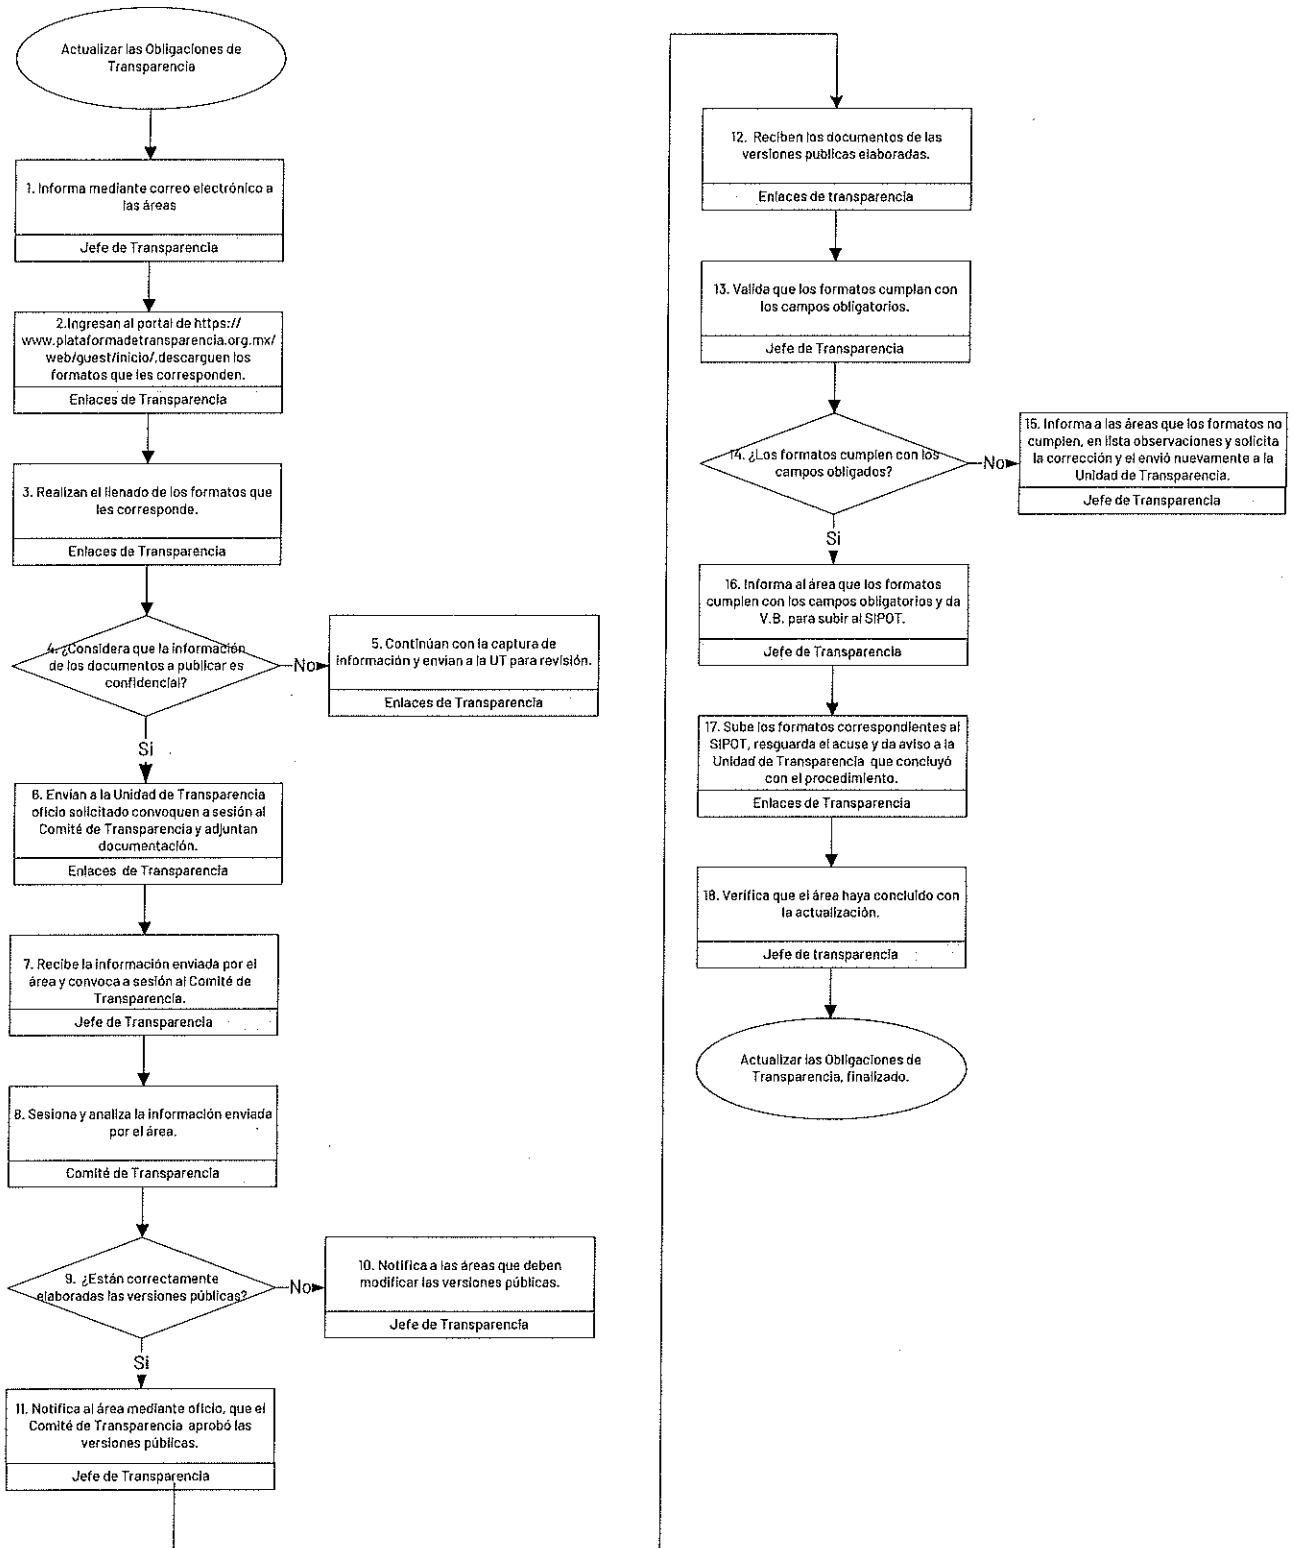 Actualizar las Obligaciones de
Transparencia
1. Informa mediante correo electrónico a
las áreas
Jefe de Transparencia
2.Ingresan al portal de https://
www.plataformadetransparencia.org.mx/
web/guest/inicio/,descarguen los
formatos que les corresponden.
Enlaces de Transparencia
3. Realizan el llenado de los formatos que
les corresponde.
Enlaces de Transparencia
4. ¿Considera que la información
de los documentos a publicar es
confidencial?
No
5. Continúan con la captura de
información y envían a la UT para revisión.
Enlaces de Transparencia
Si
6. Envían a la Unidad de Transparencia
oficio solicitado convoquen a sesión al
Comité de Transparencia y adjuntan
documentación.
Enlaces de Transparencia
7. Recibe la información enviada por el
área y convoca a sesión al Comité de
Transparencia.
Jefe de Transparencia
8. Sesiona y analiza la información enviada
por el área.
Comité de Transparencia
9. ¿Están correctamente
elaboradas las versiones públicas?
No
10. Notifica a las áreas que deben
modificar las versiones públicas.
Jefe de Transparencia
Si
11. Notifica al área mediante oficio, que el
Comité de Transparencia aprobó las
versiones públicas.
Jefe de Transparencia
12. Reciben los documentos de las
versiones publicas elaboradas.
Enlaces de transparencia
13. Valida que los formatos cumplan con
los campos obligatorios.
Jefe de Transparencia
14. ¿Los formatos cumplen con los
campos obligados?
No
15. Informa a las áreas que los formatos no
cumplen, en lista observaciones y solicita
la corrección y el envió nuevamente a la
Unidad de Transparencia.
Jefe de Transparencia
Si
16. Informa al área que los formatos
cumplen con los campos obligatorios y da
V.B. para subir al SIPOT.
Jefe de Transparencia
17. Sube los formatos correspondientes al
SIPOT, resguarda el acuse y da aviso a la
Unidad de Transparencia que concluyó
con el procedimiento.
Enlaces de Transparencia
18. Verifica que el área haya concluido con
la actualización.
Jefe de transparencia
Actualizar las Obligaciones de
Transparencia, finalizado.